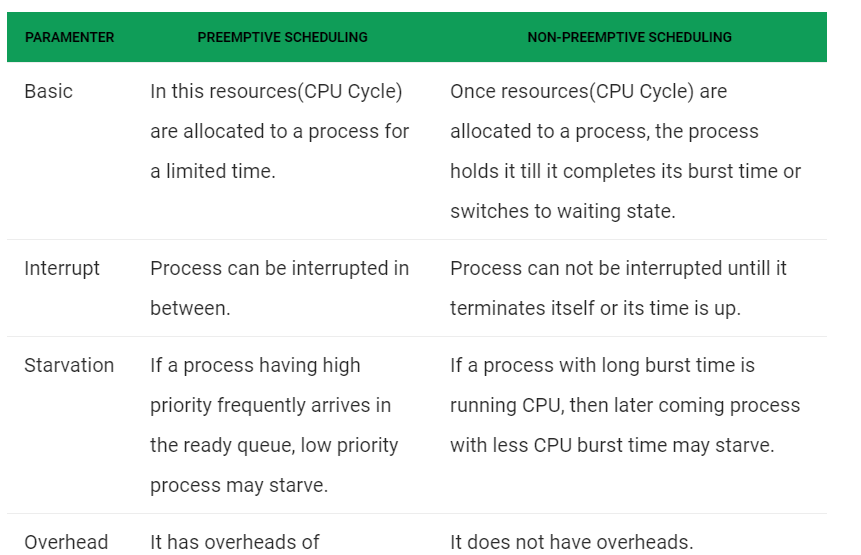 PARAMENTER PREEMPTIVE SCHEDULING NON-PREEMPTIVE SCHEDULING
Basic In this resources(CPU Cycle) Once resources(CPU Cycle) are
are allocated to a process for allocated to a process, the process
a limited time. holds it till it completes its burst time or
switches to waiting state.
Interrupt Process can be interrupted in Process can not be interrupted untill it
between. terminates itself or its time is up.
Starvation If a process having high If a process with long burst time is
priority frequently arrives in running CPU, then later coming process
the ready queue, low priority with less CPU burst time may starve.
process may starve.
Overhead It has overheads of It does not have overheads.